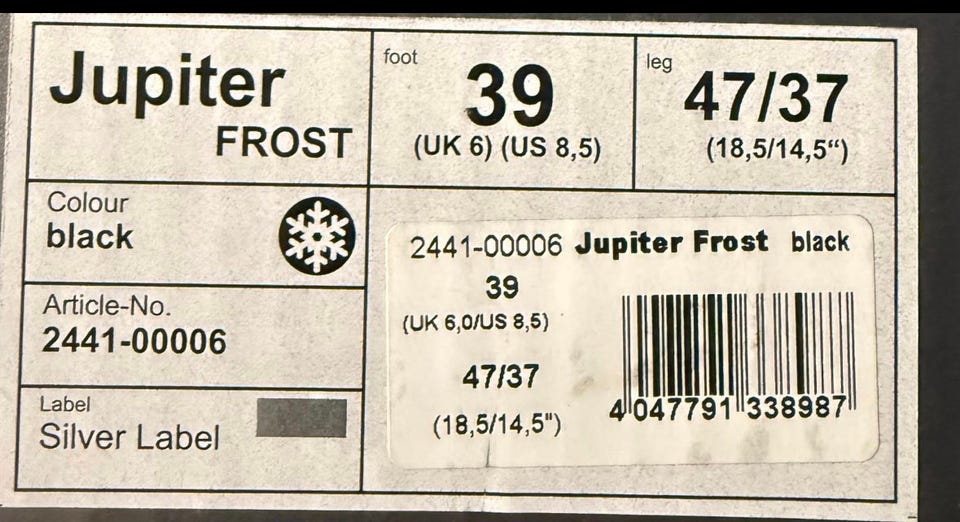 Jupiter
FROST
foot
39
(UK 6) (US 8,5)
leg
47/37
(18,5/14,5“)
Colour
black
Article-No.
2441-00006
Label
Silver Label
2441-00006 Jupiter Frost black
39
(UK 6,0/US 8,5)
47/37
(18,5/14,5")
4 047791 338987